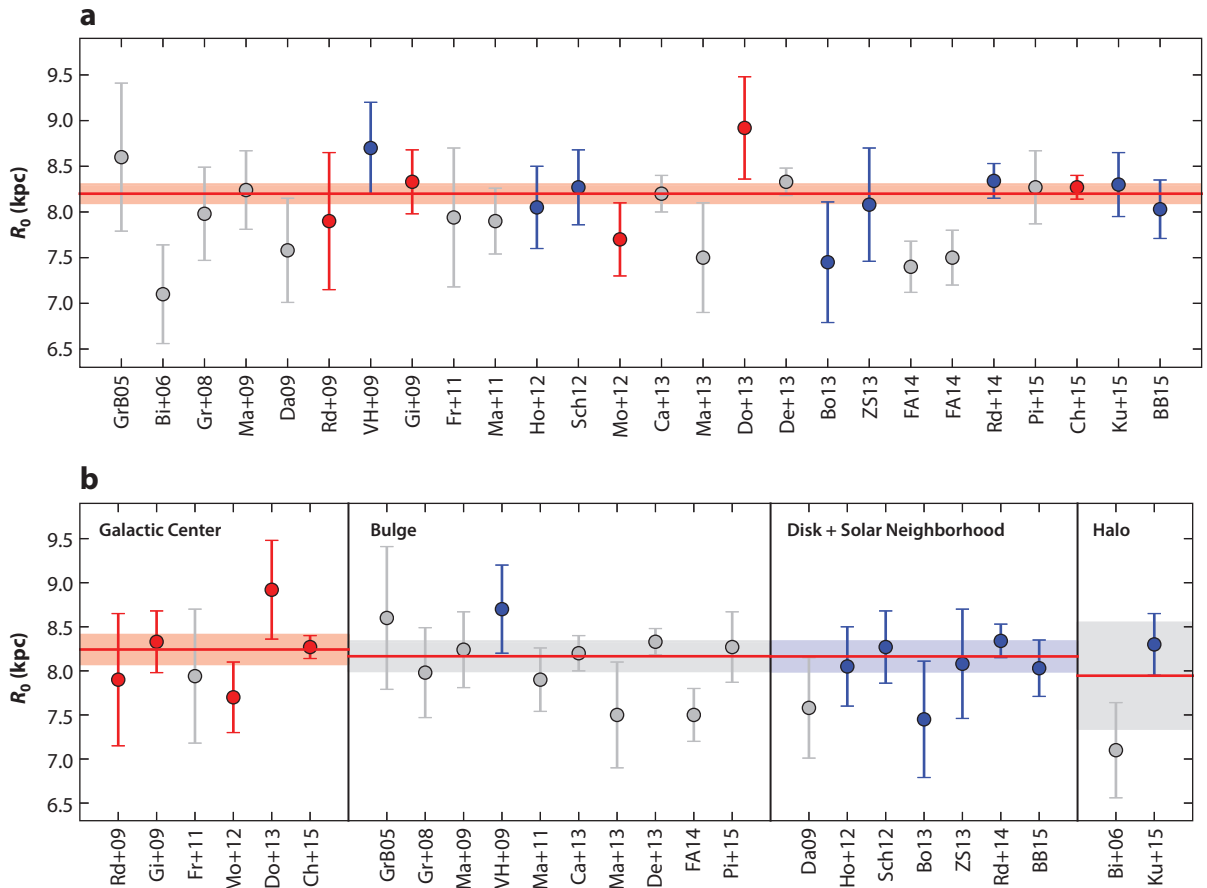 a
9.5
9.0
8.5
8.0
7.5
7.0
6.5
R0 (kpc)
GrB05
Bi+06
Gr+08
Ma+09
Da09
Rd+09
VH+09
Gi+09
Fr+11
Ma+11
Ho+12
Sch12
Mo+12
Ca+13
Ma+13
Do+13
De+13
Bo13
ZS13
FA14
FA14
Rd+14
Pi+15
Ch+15
Ku+15
BB15
b
Galactic Center
Bulge
Disk + Solar Neighborhood
Halo
9.5
9.0
8.5
8.0
7.5
7.0
6.5
R0 (kpc)
Rd+09
Gi+09
Fr+11
Mo+12
Do+13
Ch+15
GrB05
Gr+08
Ma+09
VH+09
Ma+11
Ca+13
Ma+13
De+13
FA14
Pi+15
Da09
Ho+12
Sch12
Bo13
ZS13
Rd+14
BB15
Bi+06
Ku+15